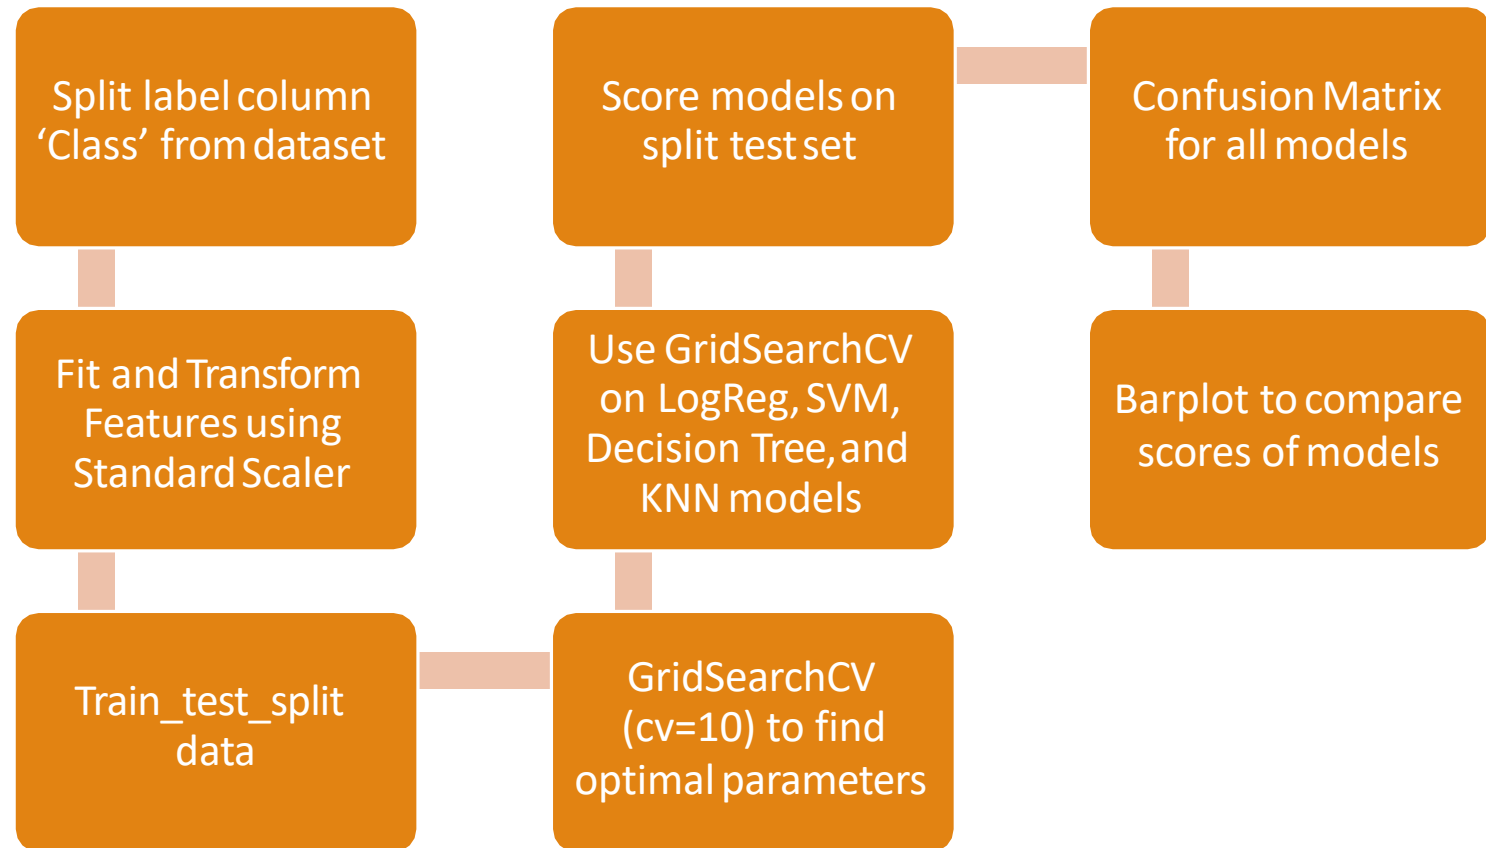 Split label column
‘Class’ from dataset
Fit and Transform
Features using
Standard Scaler
Train_test_split
data
GridSearchCV
(cv=10) to find
optimal parameters
Use GridSearchCV
on LogReg, SVM,
Decision Tree, and
KNN models
Score models on
split test set
Confusion Matrix
for all models
Barplot to compare
scores of models